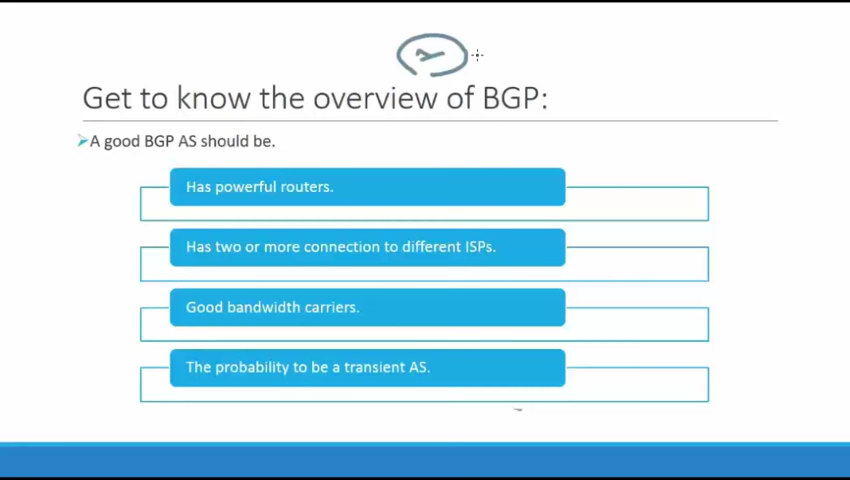 Get to know the overview of BGP:
A good BGP AS should be.
Has powerful routers.
Has two or more connection to different ISPs.
Good bandwidth carriers.
The probability to be a transient AS.